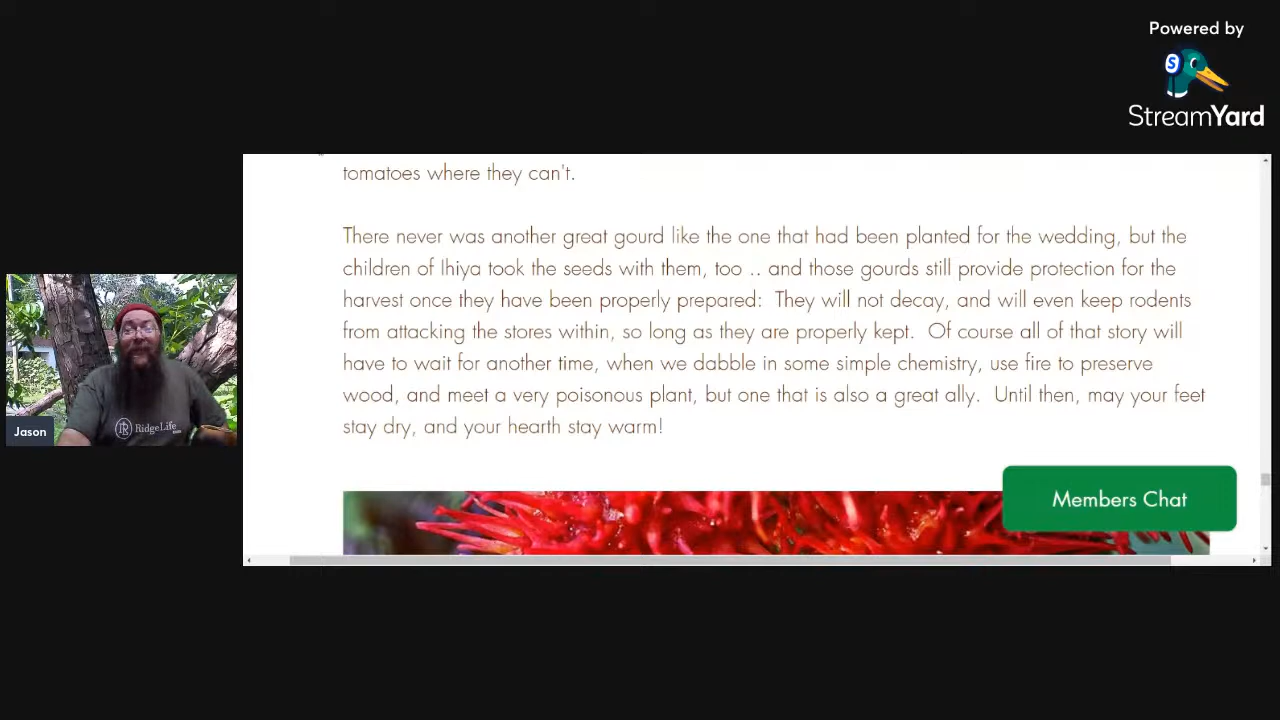 Powered by
S
StreamYard
tomatoes where they can't.
There never was another great gourd like the one that had been planted for the wedding, but the
children of Ihiya took the seeds with them, too .. and those gourds still provide protection for the
harvest once they have been properly prepared:  They will not decay, and will even keep rodents
from attacking the stores within, so long as they are properly kept.  Of course all of that story will
have to wait for another time, when we dabble in some simple chemistry, use fire to preserve
wood, and meet a very poisonous plant, but one that is also a great ally.  Until then, may your feet
stay dry, and your hearth stay warm!
Members Chat
Jason
RidgeLife